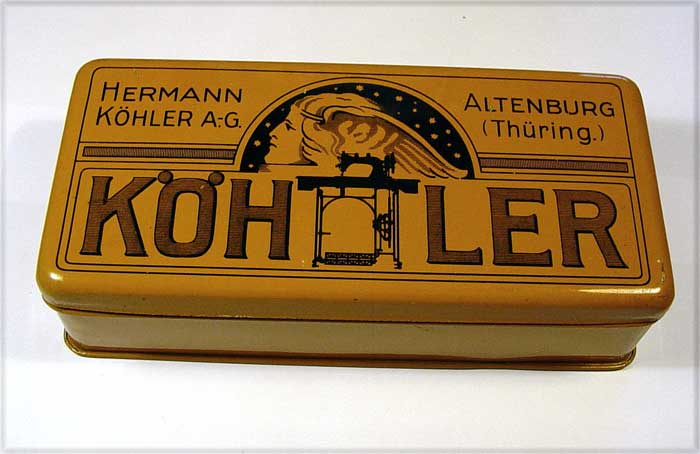 HERMANN
KÖHLER A.-G.
ALTENBURG
(Thüring.)
KÖHLER